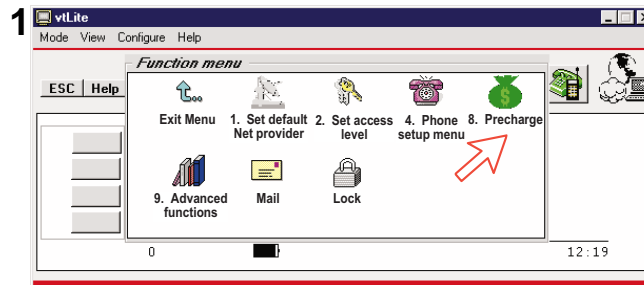 1
vtLite
Mode View Configure Help
Function menu
ESC Help
Exit Menu
1. Set default
Net provider
2. Set access
level
4. Phone
setup menu
8. Precharge
$
9. Advanced
functions
Mail
Lock
0
12:19